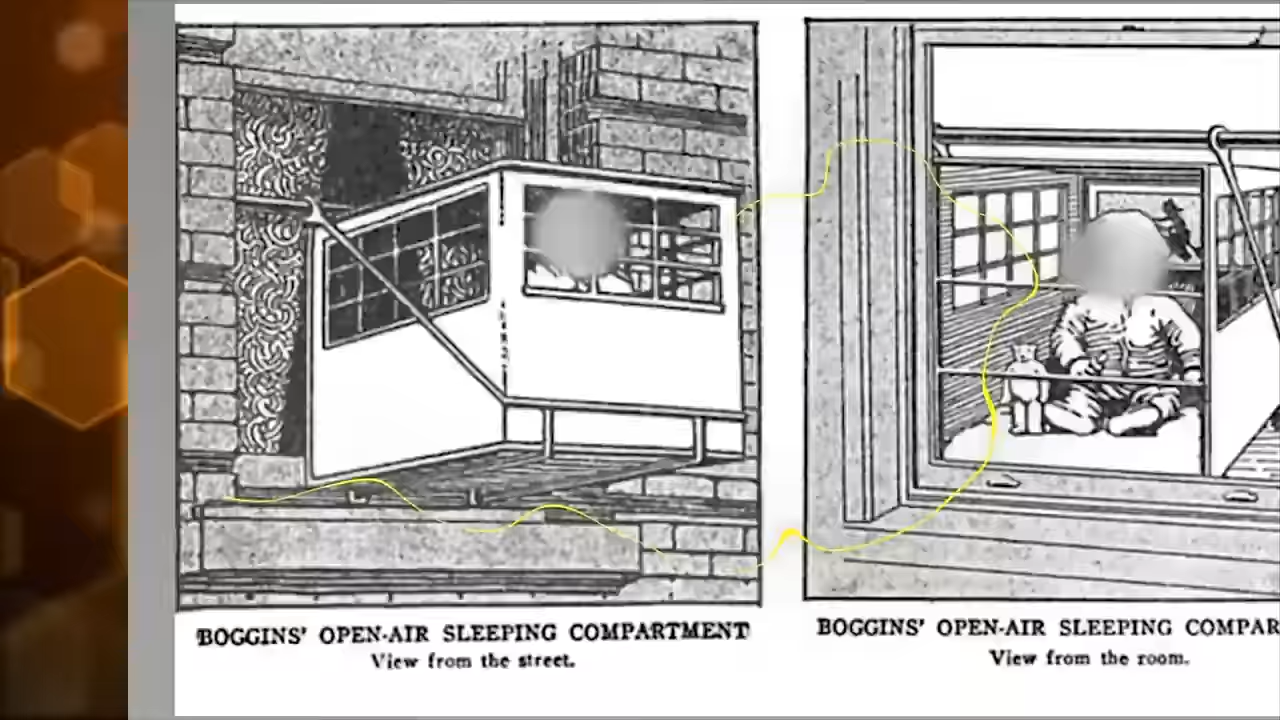 BOGGINS' OPEN-AIR SLEEPING COMPARTMENT
View from the street.
BOGGINS' OPEN-AIR SLEEPING COMPAR
View from the room.